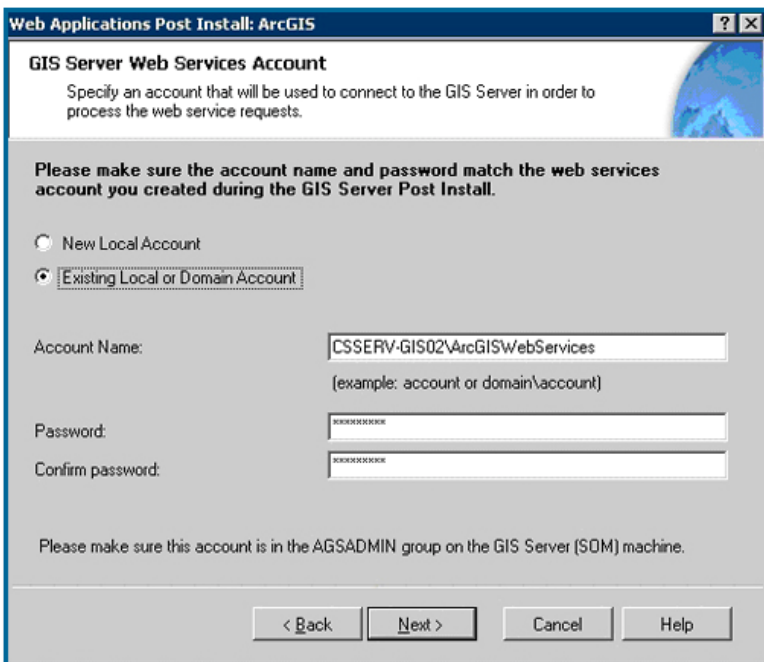 Web Applications Post Install: ArcGIS
GIS Server Web Services Account
Specify an account that will be used to connect to the GIS Server in order to
process the web service requests.
Please make sure the account name and password match the web services
account you created during the GIS Server Post Install.
New Local Account
Existing Local or Domain Account
Account Name:
CSSERV-GIS02\ArcGISWebServices
(example: account or domain\account)
Password:
*********
Confirm password:
*********
Please make sure this account is in the AGSADMIN group on the GIS Server (SOM) machine.
< Back
Next >
Cancel
Help